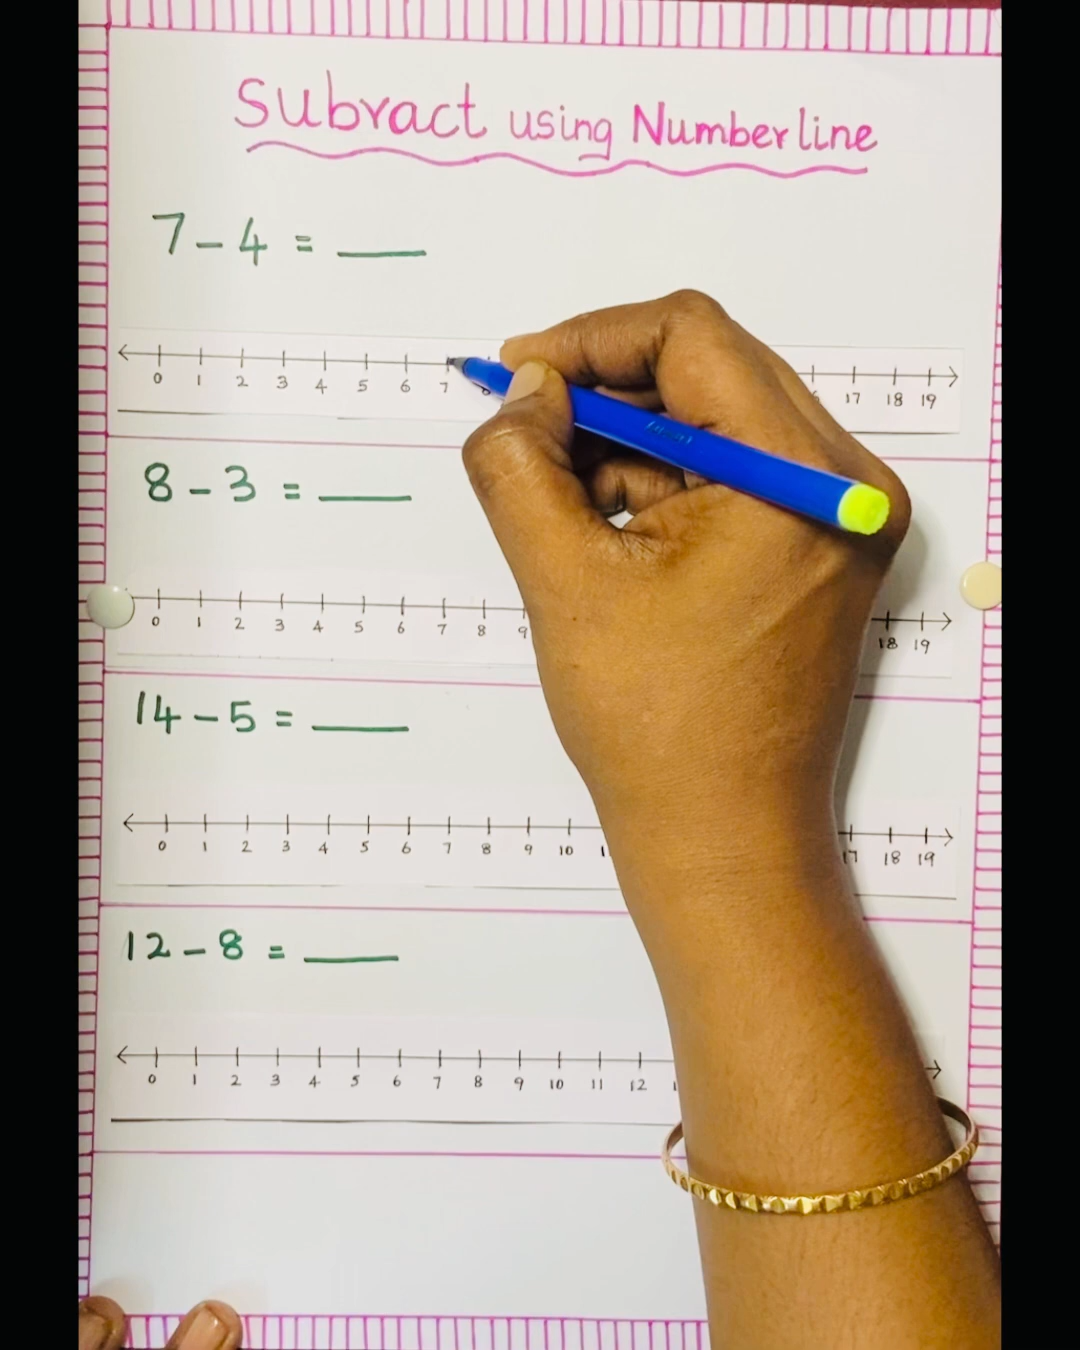 Subract using Number line
7 - 4 = ___
0 1 2 3 4 5 6 7 17 18 19
8 - 3 = ___
0 1 2 3 4 5 6 7 8 9 18 19
14 - 5 = ___
0 1 2 3 4 5 6 7 8 9 10 17 18 19
12 - 8 = ___
0 1 2 3 4 5 6 7 8 9 10 11 12